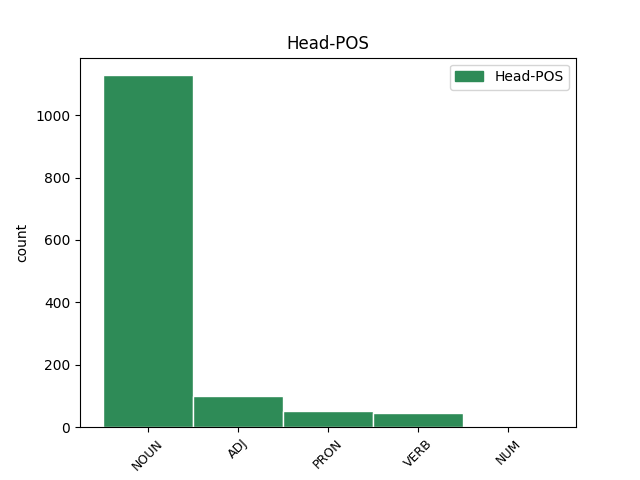 Head-POS
Head-POS
1000
800
600
400
200
0
count
NOUN
ADJ
PRON
VERB
NUM